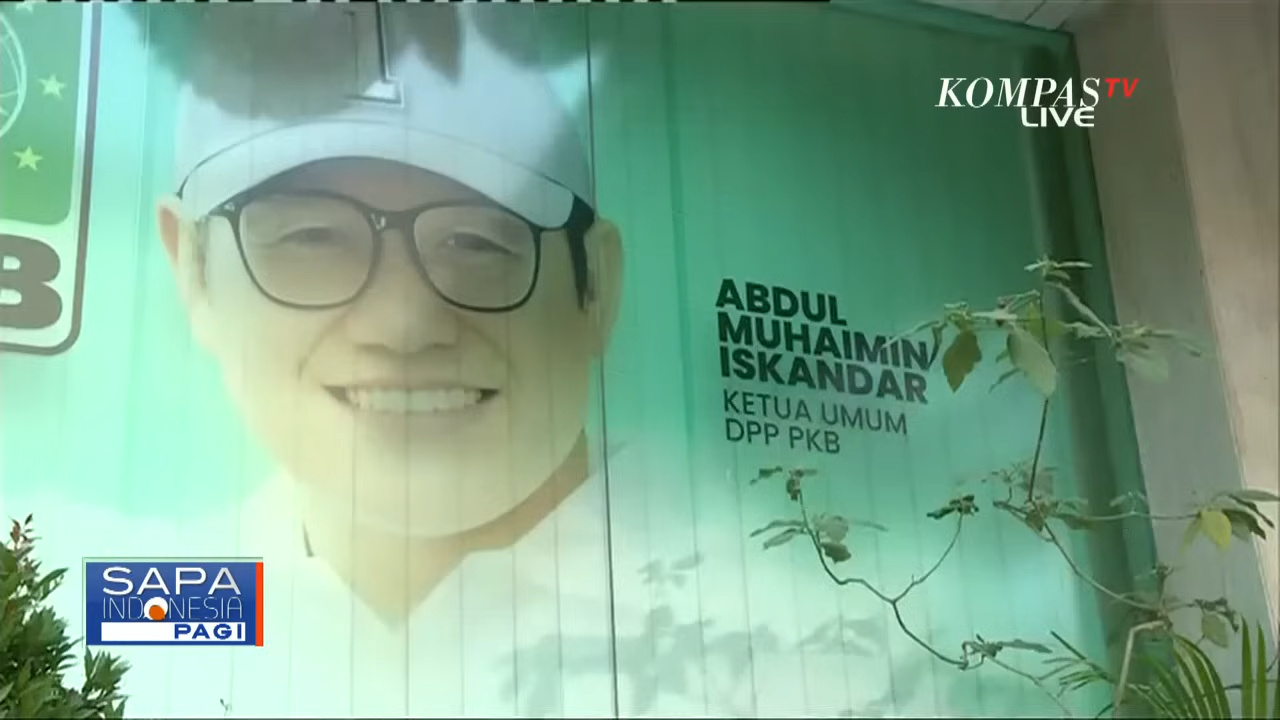 KOMPAS TV
LIVE
B
ABDUL
MUHAIMIN
ISKANDAR
KETUA UMUM
DPP PKB
SAPA
INDONESIA
PAGI